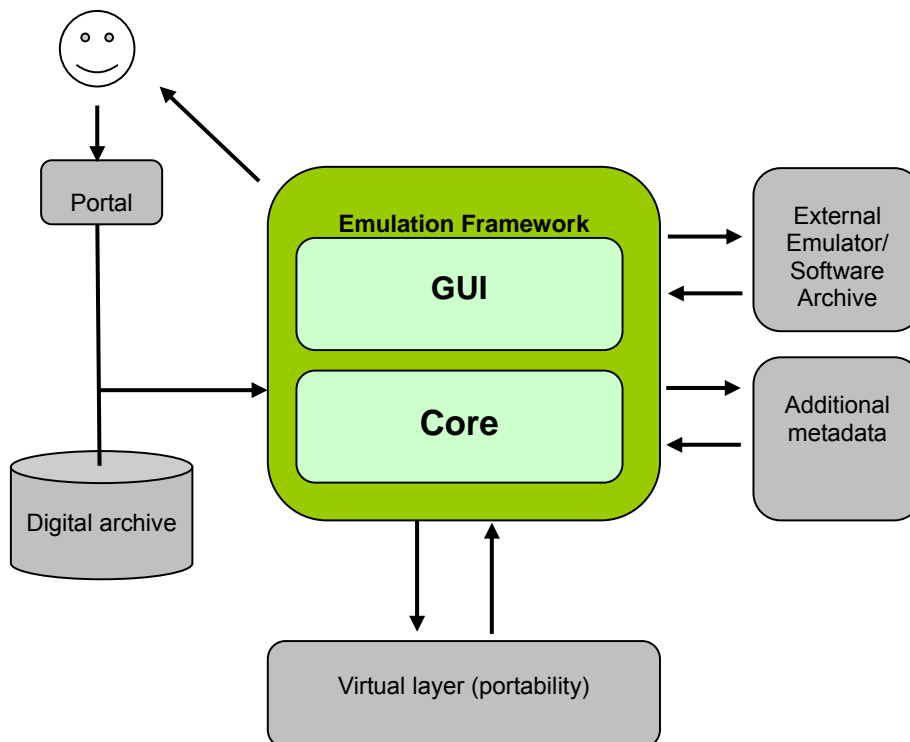 Portal
Emulation Framework
GUI
Core
External
Emulator/
Software
Archive
Additional
metadata
Digital archive
Virtual layer (portability)